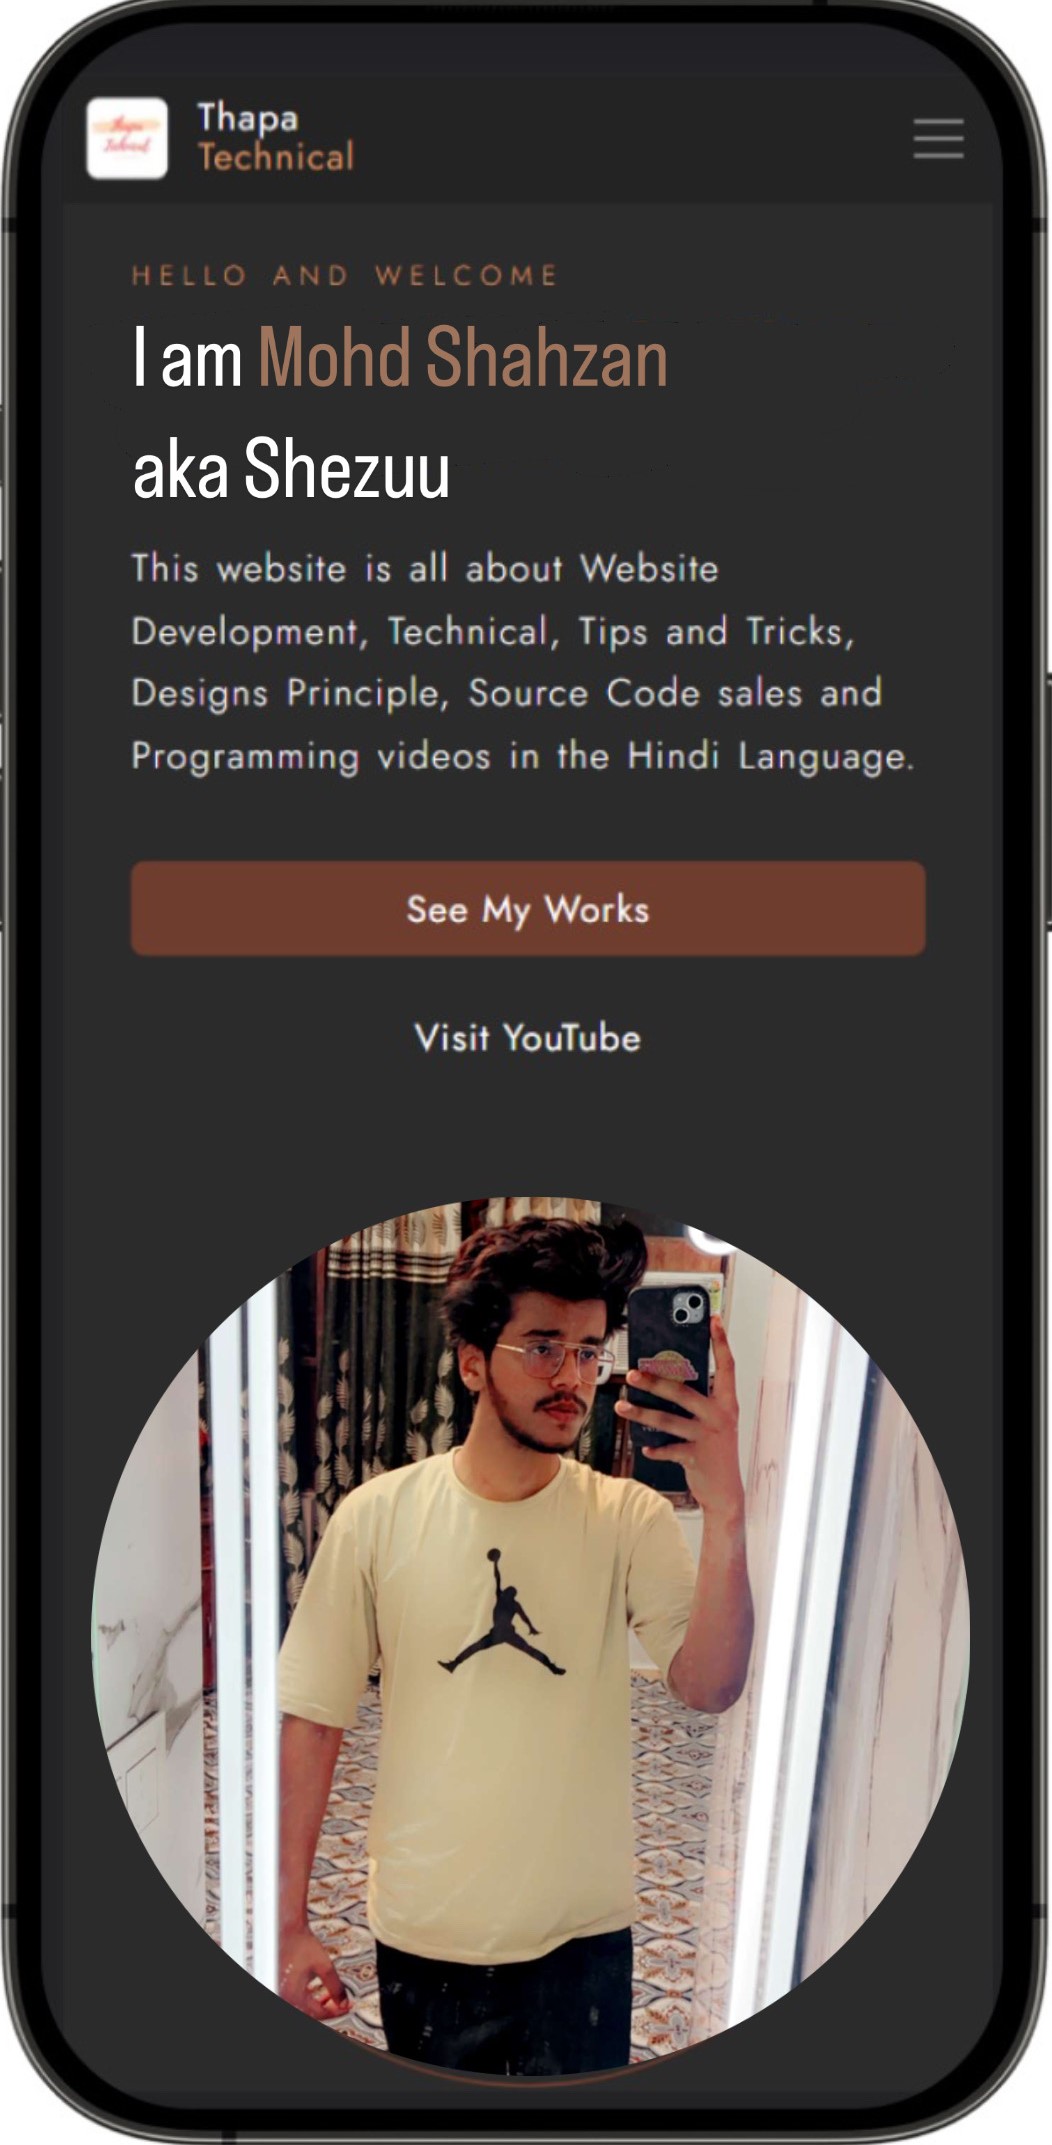 Thapa
Technical
HELLO AND WELCOME
I am Mohd Shahzan
aka Shezuu
This website is all about Website
Development, Technical, Tips and Tricks,
Designs Principle, Source Code sales and
Programming videos in the Hindi Language.
See My Works
Visit YouTube